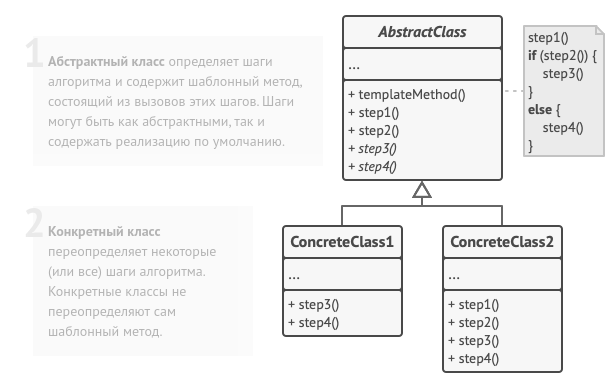 1
Абстрактный класс определяет шаги
алгоритма и содержит шаблонный метод,
состоящий из вызовов этих шагов. Шаги
могут быть как абстрактными, так и
содержать реализацию по умолчанию.
AbstractClass
...
+ templateMethod()
+ step1()
+ step2()
+ step3()
+ step4()
step1()
if (step2()) {
step3()
}
else {
step4()
}
2
Конкретный класс
переопределяет некоторые
(или все) шаги алгоритма.
Конкретные классы не
переопределяют сам
шаблонный метод.
ConcreteClass1
...
+ step3()
+ step4()
ConcreteClass2
...
+ step1()
+ step2()
+ step3()
+ step4()